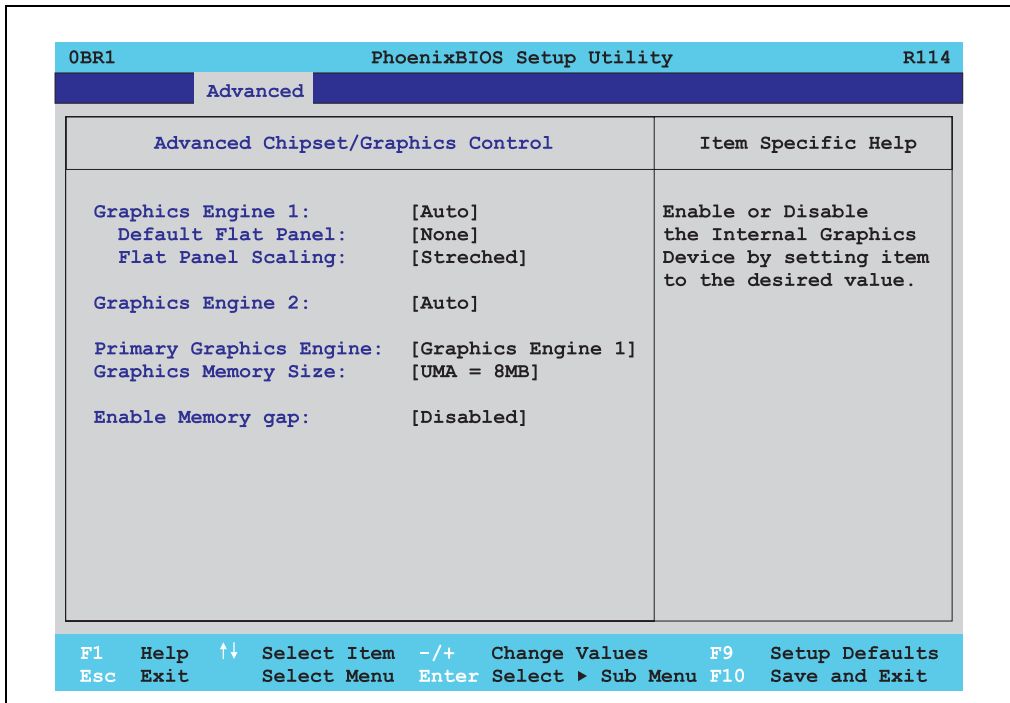 0BR1 PhoenixBIOS Setup Utility R114
Advanced
Advanced Chipset/Graphics Control
Item Specific Help
Graphics Engine 1: [Auto]
Default Flat Panel: [None]
Flat Panel Scaling: [Streched]
Graphics Engine 2: [Auto]
Primary Graphics Engine: [Graphics Engine 1]
Graphics Memory Size: [UMA = 8MB]
Enable Memory gap: [Disabled]
Enable or Disable
the Internal Graphics
Device by setting item
to the desired value.
F1 Help ↑↓ Select Item -/+ Change Values F9 Setup Defaults
Esc Exit Select Menu Enter Select ▶ Sub Menu F10 Save and Exit